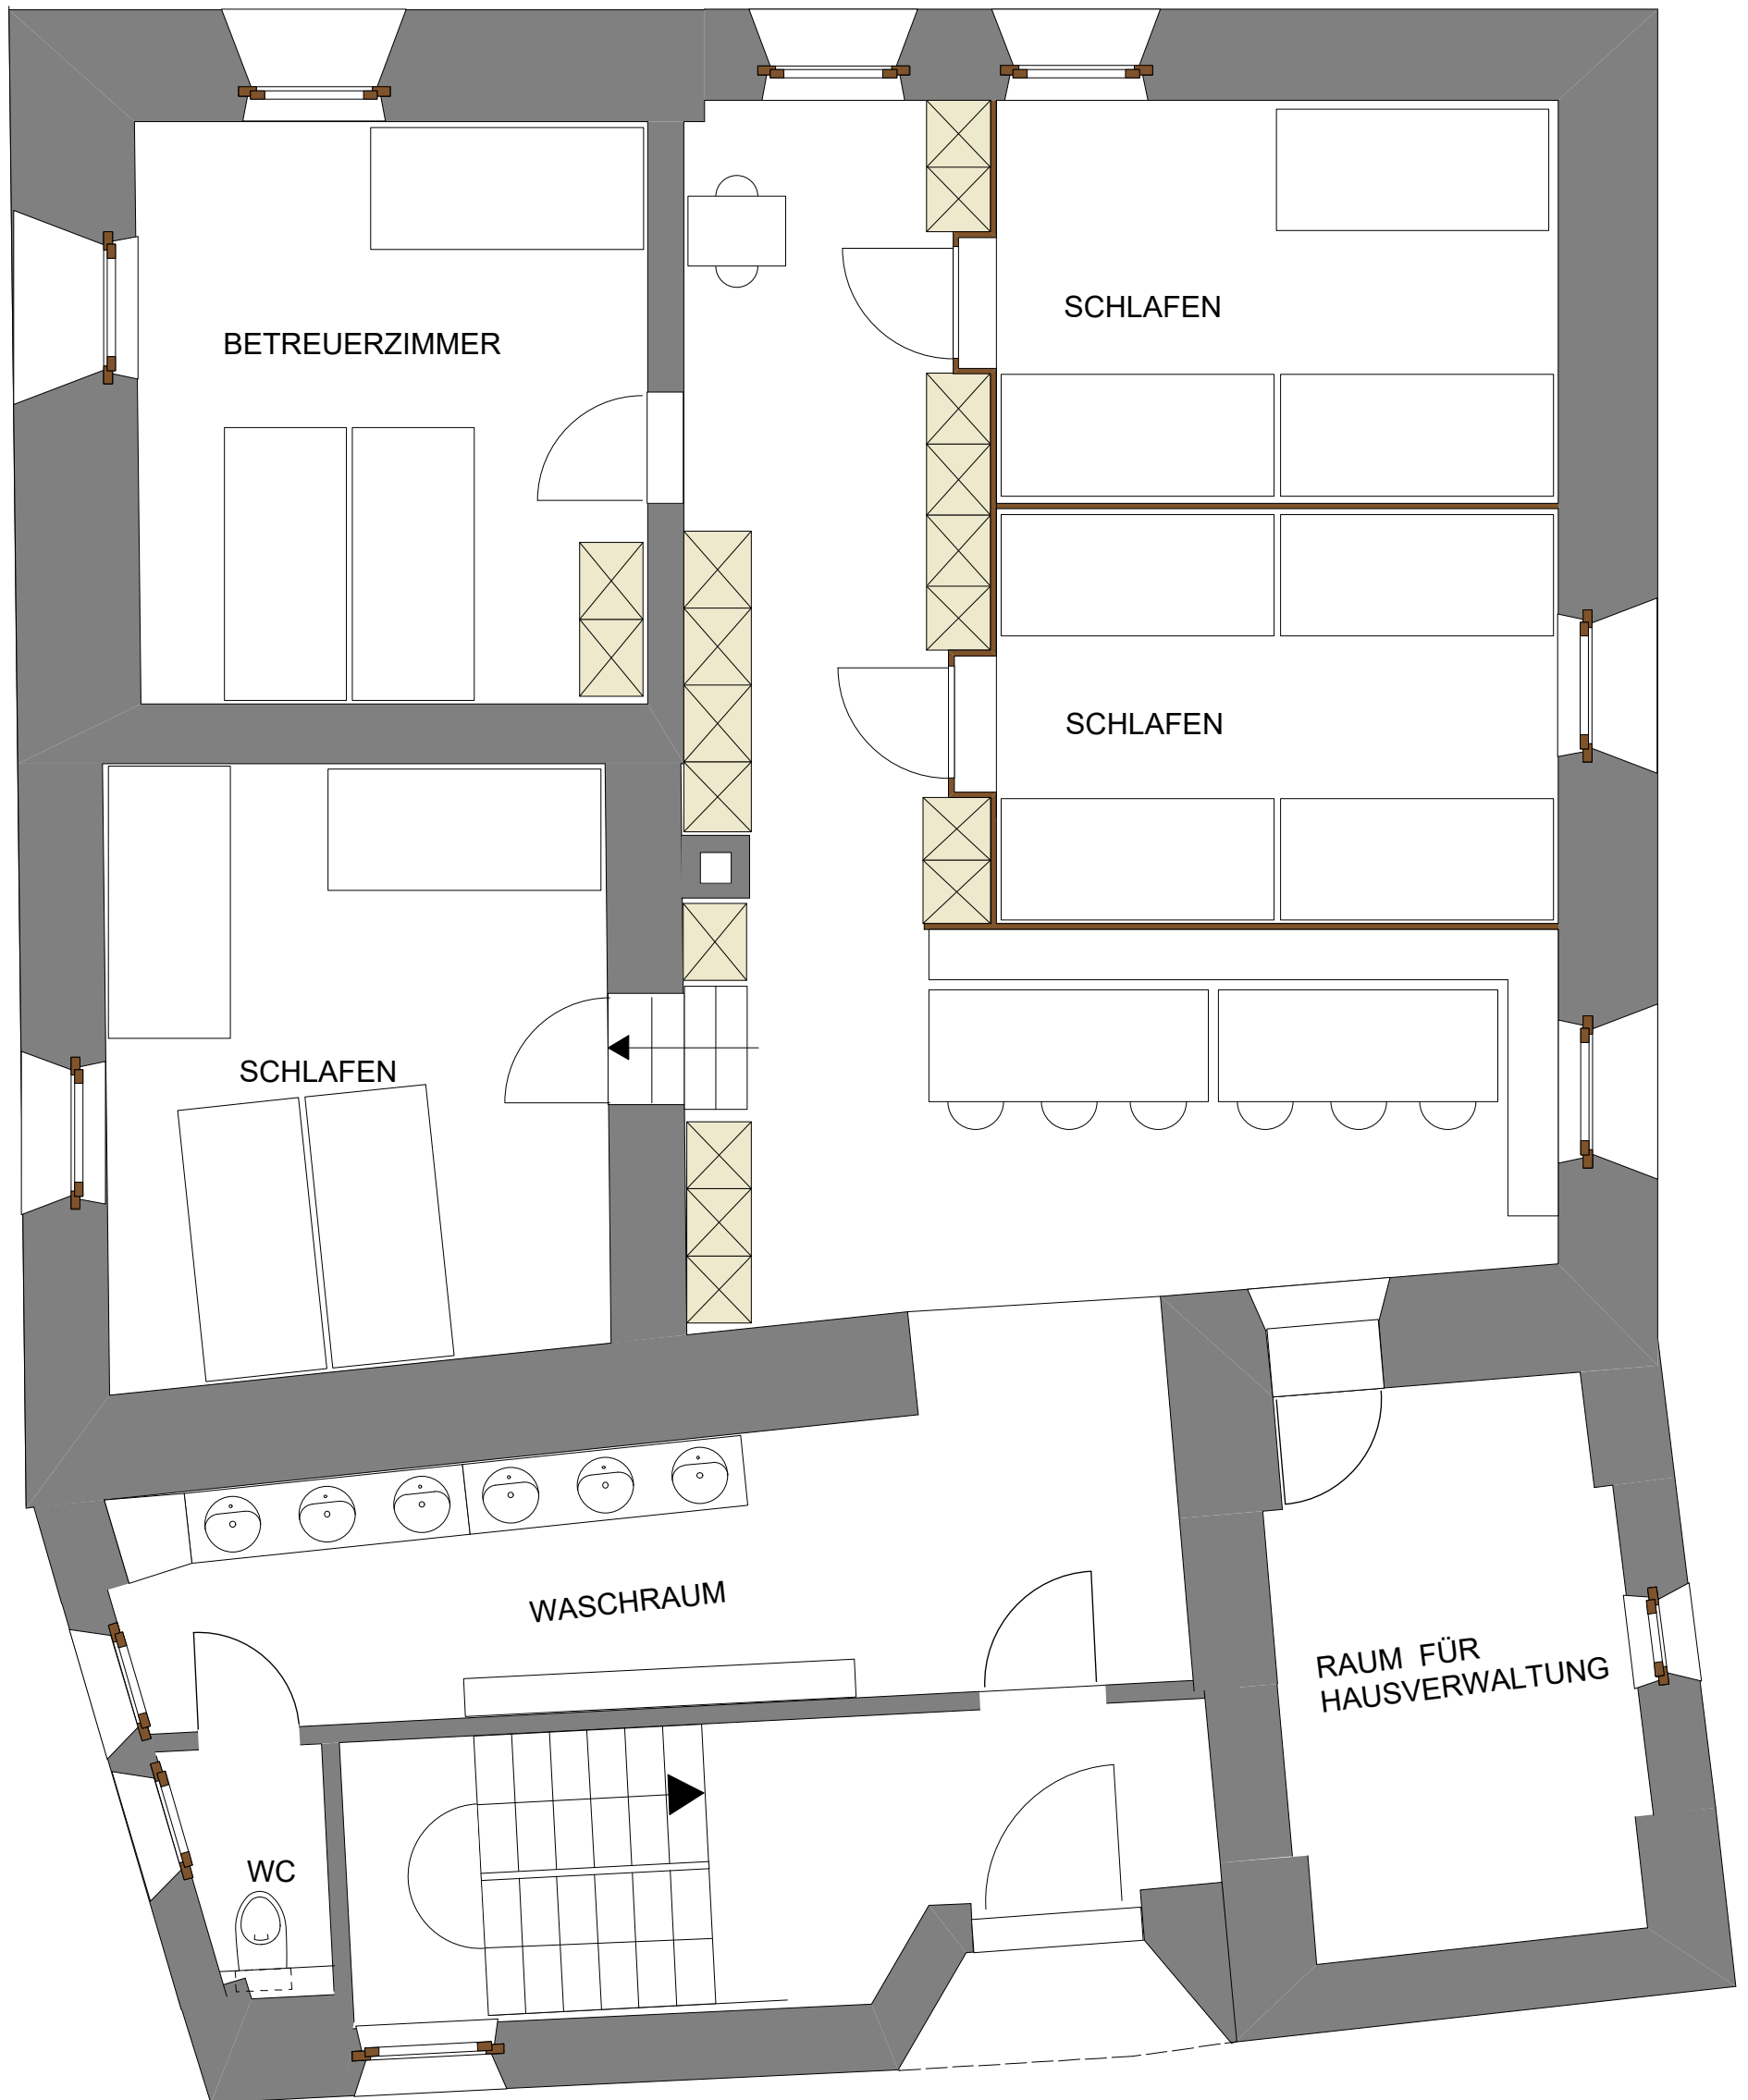 SCHLAFEN
BETREUERZIMMER
SCHLAFEN
SCHLAFEN
WASCHRAUM
RAUM FÜR
HAUSVERWALTUNG
WC